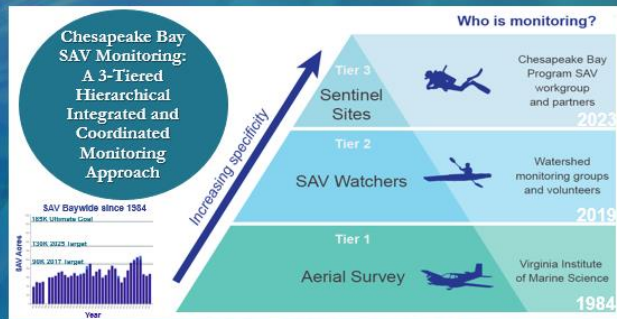 Chesapeake Bay
SAV Monitoring:
A 3-Tiered
Hierarchical
Integrated and
Coordinated
Monitoring
Approach
SAV Baywide since 1984
185K Ultimate Goal
130K 2025 Target
90K 2017 Target
SAV Acres
Year
Increasing specificity
Who is monitoring?
Tier 3
Sentinel
Sites
Chesapeake Bay
Program SAV
workgroup
and partners
2023
Tier 2
SAV Watchers
Watershed
monitoring groups
and volunteers
2019
Tier 1
Aerial Survey
Virginia Institute
of Marine Science
1984